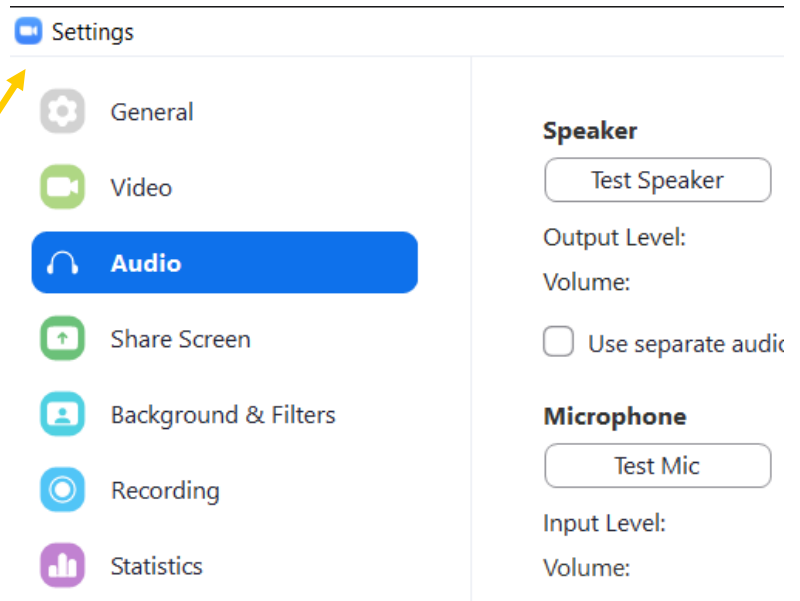 Settings
General
Video
Audio
Share Screen
Background & Filters
Recording
Statistics
Speaker
Test Speaker
Output Level:
Volume:
Use separate audio
Microphone
Test Mic
Input Level:
Volume: